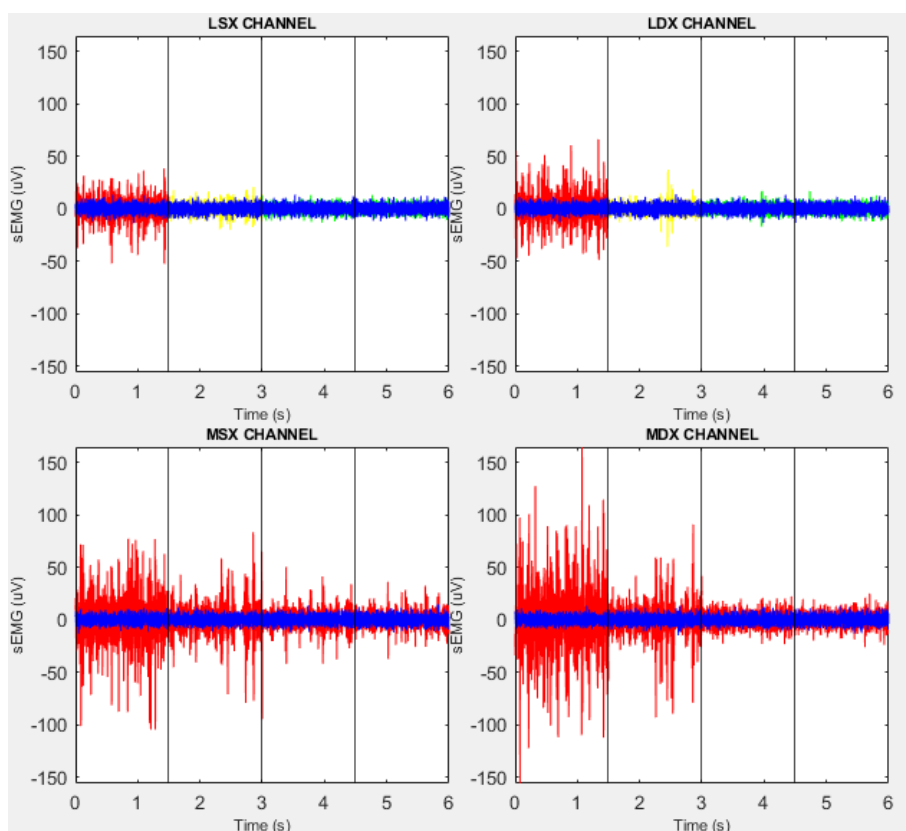 LSX CHANNEL
150
100
50
0
-50
-100
-150
sEMG (uV)
0 1 2 3 4 5 6
Time (s)
LDX CHANNEL
150
100
50
0
-50
-100
-150
sEMG (uV)
0 1 2 3 4 5 6
Time (s)
MSX CHANNEL
150
100
50
0
-50
-100
-150
sEMG (uV)
0 1 2 3 4 5 6
Time (s)
MDX CHANNEL
150
100
50
0
-50
-100
-150
sEMG (uV)
0 1 2 3 4 5 6
Time (s)